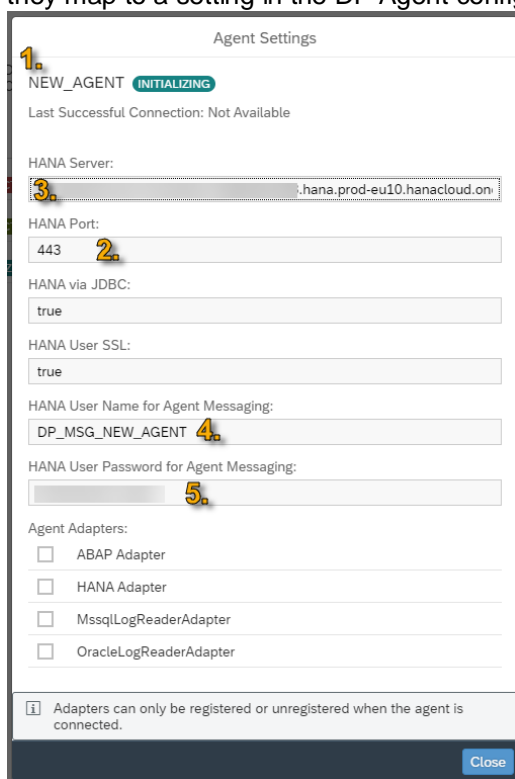 they map to a setting in the DP Agent config
Agent Settings
1.
NEW_AGENT INITIALIZING
Last Successful Connection: Not Available
HANA Server:
3. .hana.prod-eu10.hanacloud.on
HANA Port:
443 2.
HANA via JDBC:
true
HANA User SSL:
true
HANA User Name for Agent Messaging:
DP_MSG_NEW_AGENT 4.
HANA User Password for Agent Messaging:
5.
Agent Adapters:
ABAP Adapter
HANA Adapter
MssqlLogReaderAdapter
OracleLogReaderAdapter
i Adapters can only be registered or unregistered when the agent is
connected.
Close